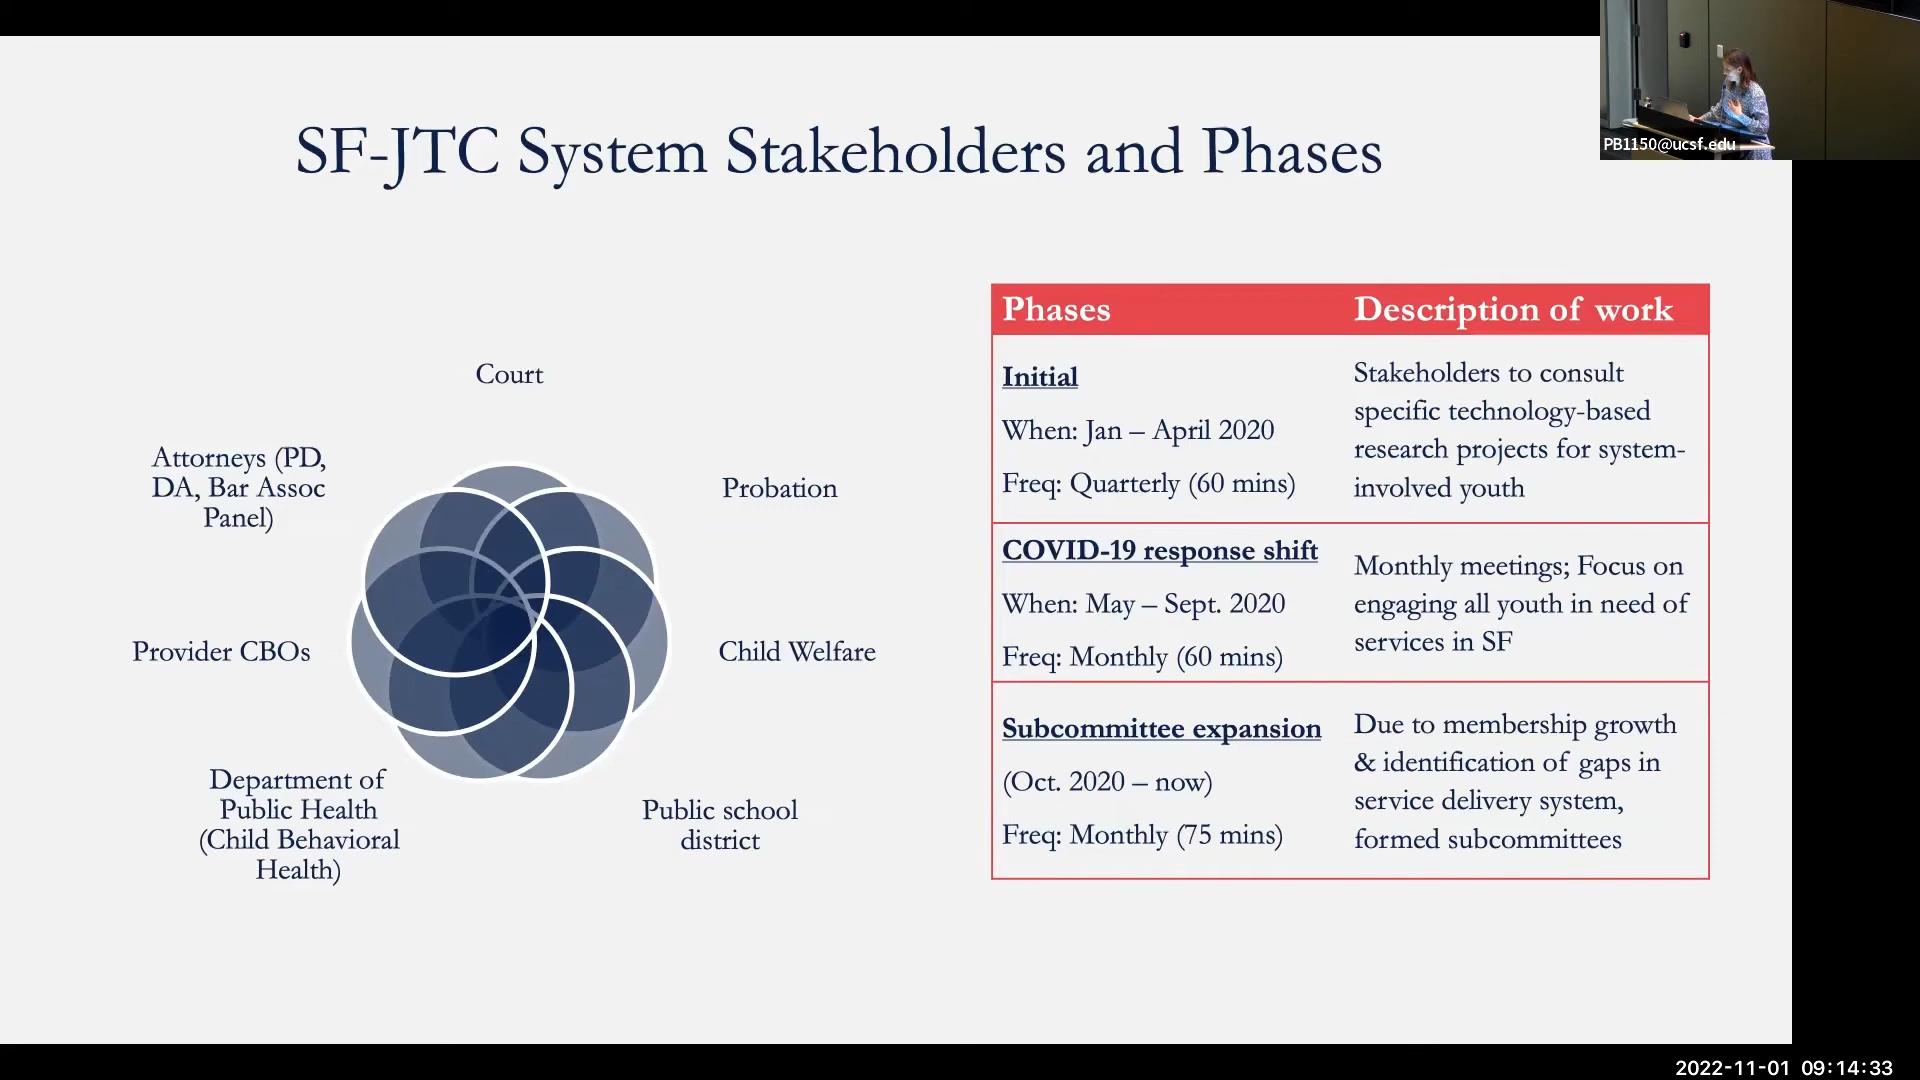 SF-JTC System Stakeholders and Phases
PB1150@ucsf.edu
Court
Attorneys (PD,
DA, Bar Assoc
Panel)
Probation
Provider CBOs
Child Welfare
Department of
Public Health
(Child Behavioral
Health)
Public school
district
Phases
Description of work
Initial
When: Jan – April 2020
Freq: Quarterly (60 mins)
Stakeholders to consult
specific technology-based
research projects for system-
involved youth
COVID-19 response shift
When: May – Sept. 2020
Freq: Monthly (60 mins)
Monthly meetings; Focus on
engaging all youth in need of
services in SF
Subcommittee expansion
(Oct. 2020 – now)
Freq: Monthly (75 mins)
Due to membership growth
& identification of gaps in
service delivery system,
formed subcommittees
2022-11-01 09:14:33